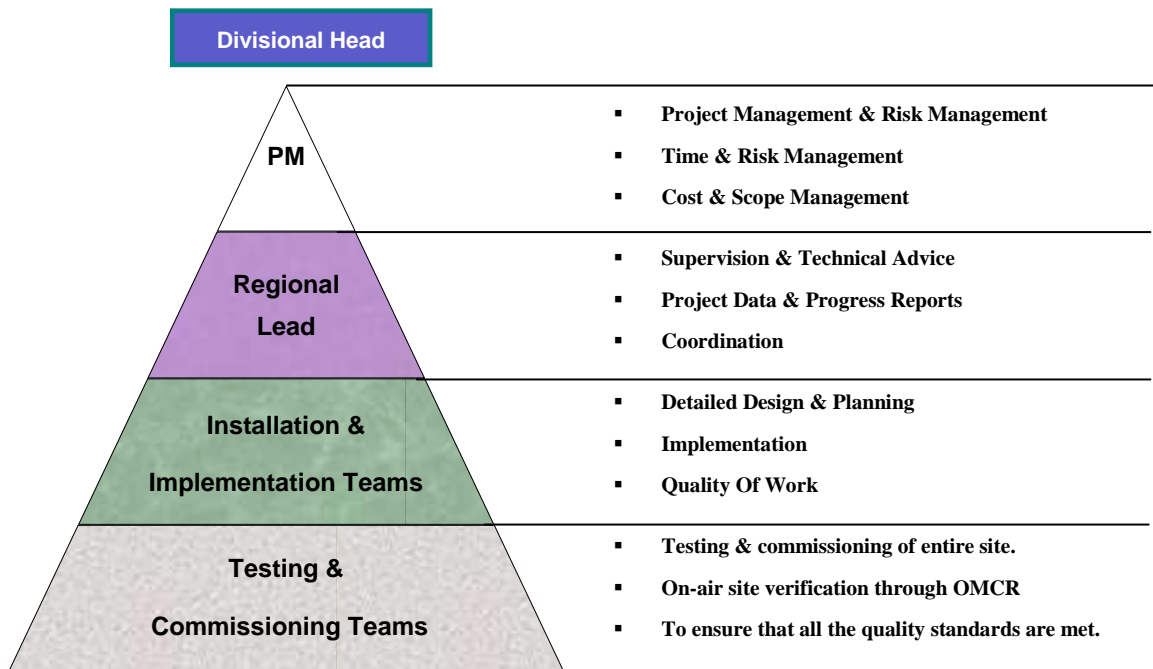 Divisional Head
PM
▪ Project Management & Risk Management
▪ Time & Risk Management
▪ Cost & Scope Management
Regional
Lead
▪ Supervision & Technical Advice
▪ Project Data & Progress Reports
▪ Coordination
Installation &
Implementation Teams
▪ Detailed Design & Planning
▪ Implementation
▪ Quality Of Work
Testing &
Commissioning Teams
▪ Testing & commissioning of entire site.
▪ On-air site verification through OMCR
▪ To ensure that all the quality standards are met.